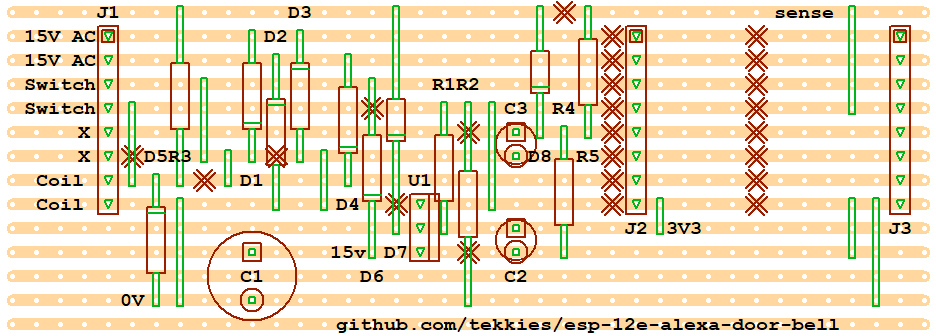 J1 D3 sense
15V AC D2
15V AC
Switch R1R2
Switch C3 R4
X
X D5R3 D8 R5
Coil D1 U1
Coil D4
J2 3V3 J3
15v D7
C1 D6 C2
0V
github.com/tekkies/esp-12e-alexa-door-bell